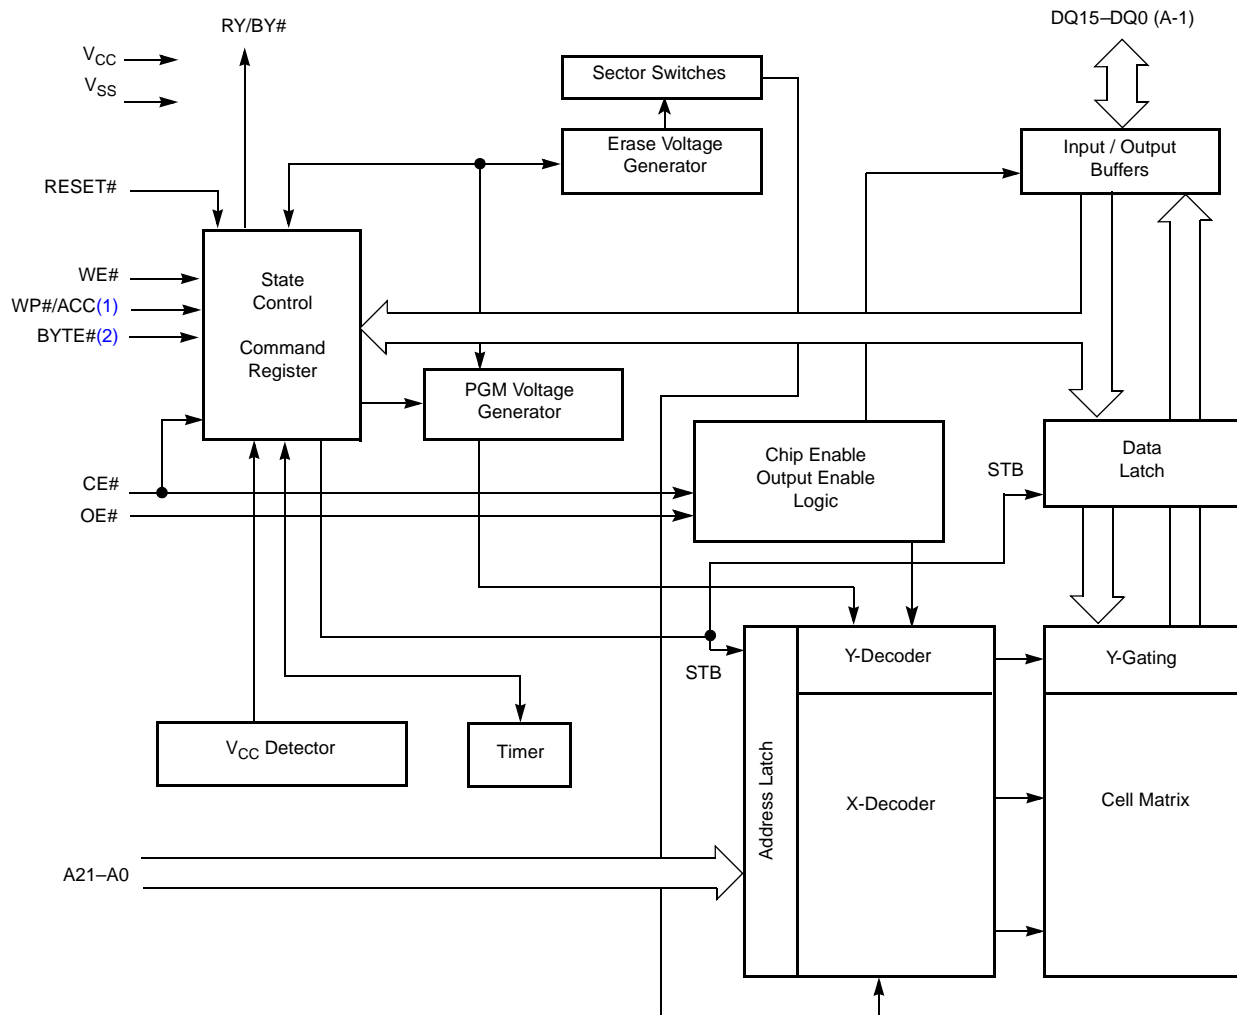 RY/BY#
DQ15–DQ0 (A-1)
VCC
VSS
Sector Switches
Erase Voltage
Generator
Input / Output
Buffers
RESET#
WE#
WP#/ACC(1)
BYTE#(2)
State
Control
Command
Register
PGM Voltage
Generator
Chip Enable
Output Enable
Logic
STB
Data
Latch
CE#
OE#
STB
Y-Decoder
Y-Gating
VCC Detector
Timer
Address Latch
X-Decoder
Cell Matrix
A21–A0